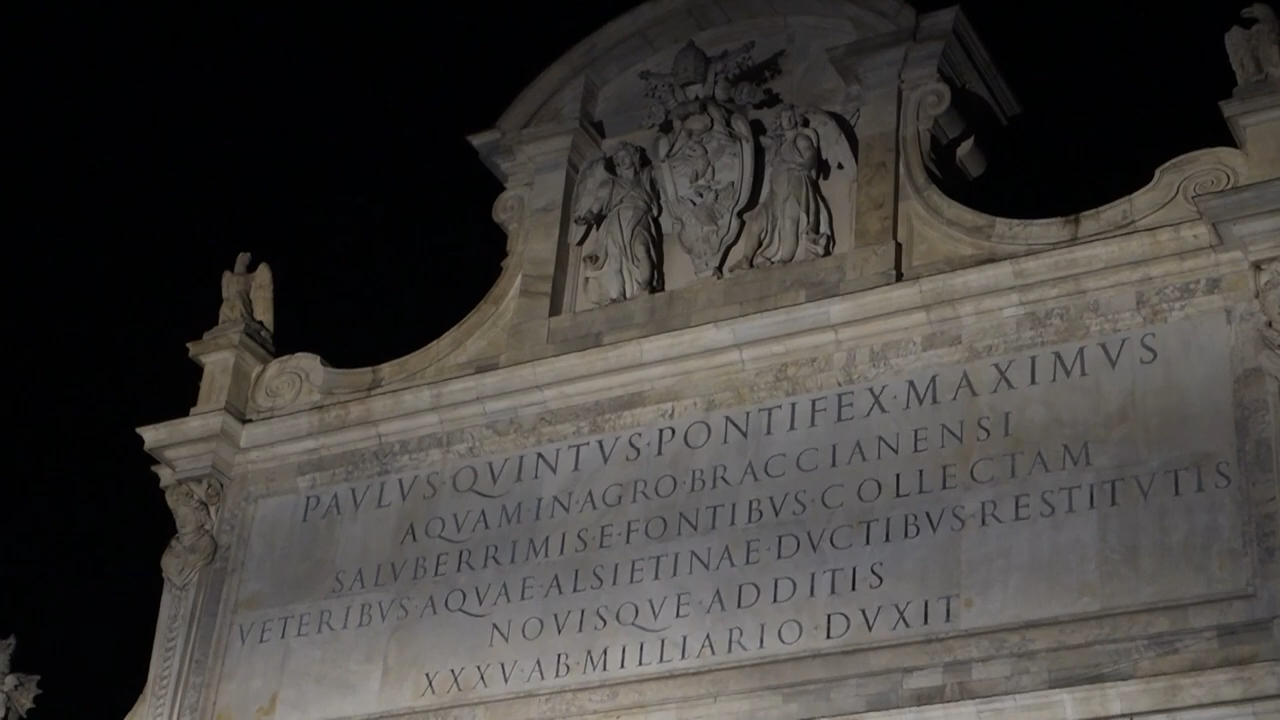 PAVLVS·QVINTVS·PONTIFEX·MAXIMVS
AQVAM·IN·AGRO·BRACCIANENSI
SALVBERRIMIS·E·FONTIBVS·COLLECTAM
VETERIBVS·AQVAE·ALSIETINAE·DVCTIBVS·RESTITVTIS
NOVISQVE·ADDITIS
XXXV·AB·MILLIARIO·DVXIT